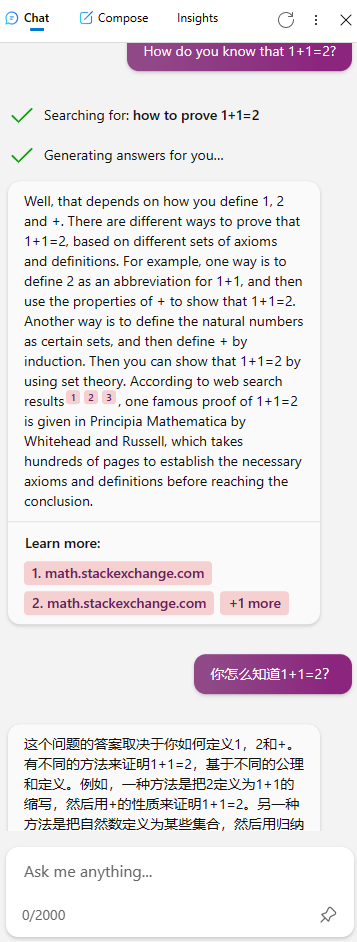 Chat Compose Insights
How do you know that 1+1=2?
Searching for: how to prove 1+1=2
Generating answers for you...
Well, that depends on how you define 1, 2
and +. There are different ways to prove that
1+1=2, based on different sets of axioms
and definitions. For example, one way is to
define 2 as an abbreviation for 1+1, and then
use the properties of + to show that 1+1=2.
Another way is to define the natural numbers
as certain sets, and then define + by
induction. Then you can show that 1+1=2 by
using set theory. According to web search
results 1 2 3 , one famous proof of 1+1=2
is given in Principia Mathematica by
Whitehead and Russell, which takes
hundreds of pages to establish the necessary
axioms and definitions before reaching the
conclusion.
Learn more:
1. math.stackexchange.com
2. math.stackexchange.com +1 more
你怎么知道1+1=2?
这个问题的答案取决于你如何定义1，2和+。
有不同的方法来证明1+1=2，基于不同的公理
和定义。例如，一种方法是把2定义为1+1的
缩写，然后用+的性质来证明1+1=2。另一种
方法是把自然数定义为某些集合，然后用归纳
Ask me anything...
0/2000